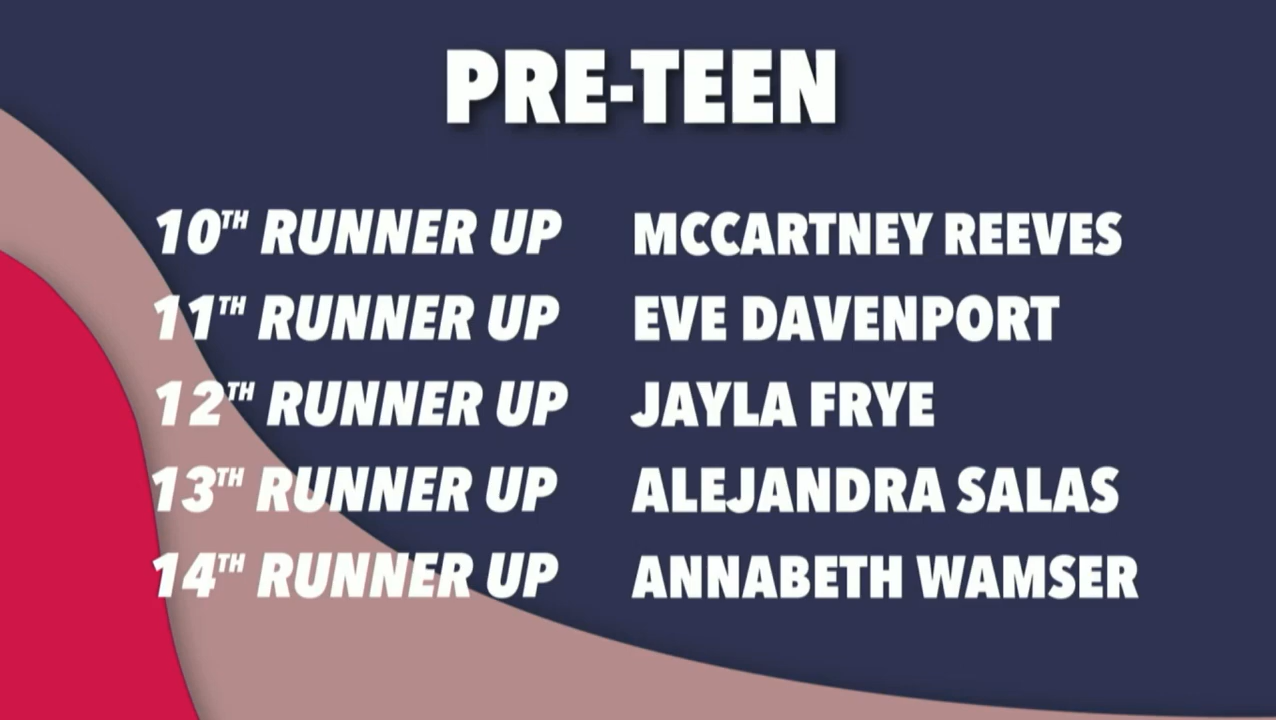 PRE-TEEN
10TH RUNNER UP MCCARTNEY REEVES
11TH RUNNER UP EVE DAVENPORT
12TH RUNNER UP JAYLA FRYE
13TH RUNNER UP ALEJANDRA SALAS
14TH RUNNER UP ANNABETH WAMSER